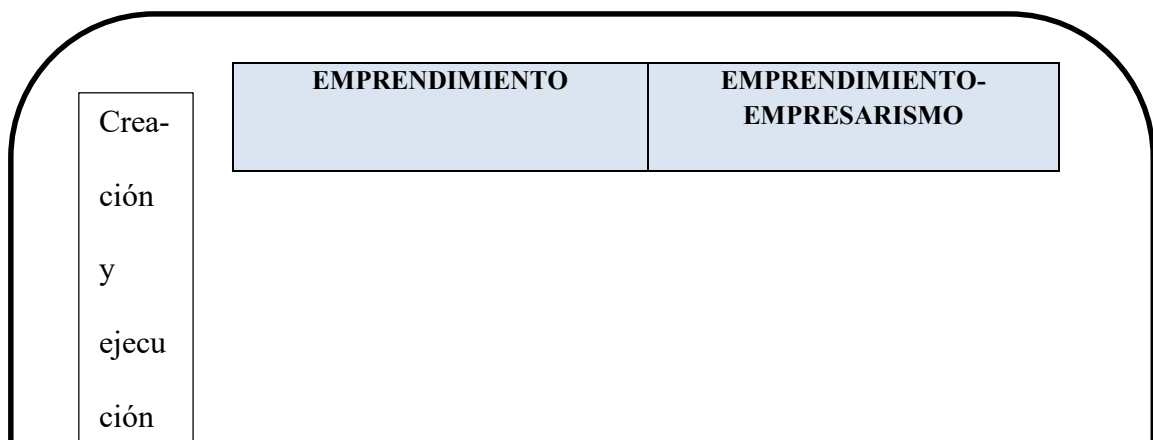 EMPRENDIMIENTO
EMPRENDIMIENTO-
EMPRESARISMO
Crea-
ción
y
ejecu
ción